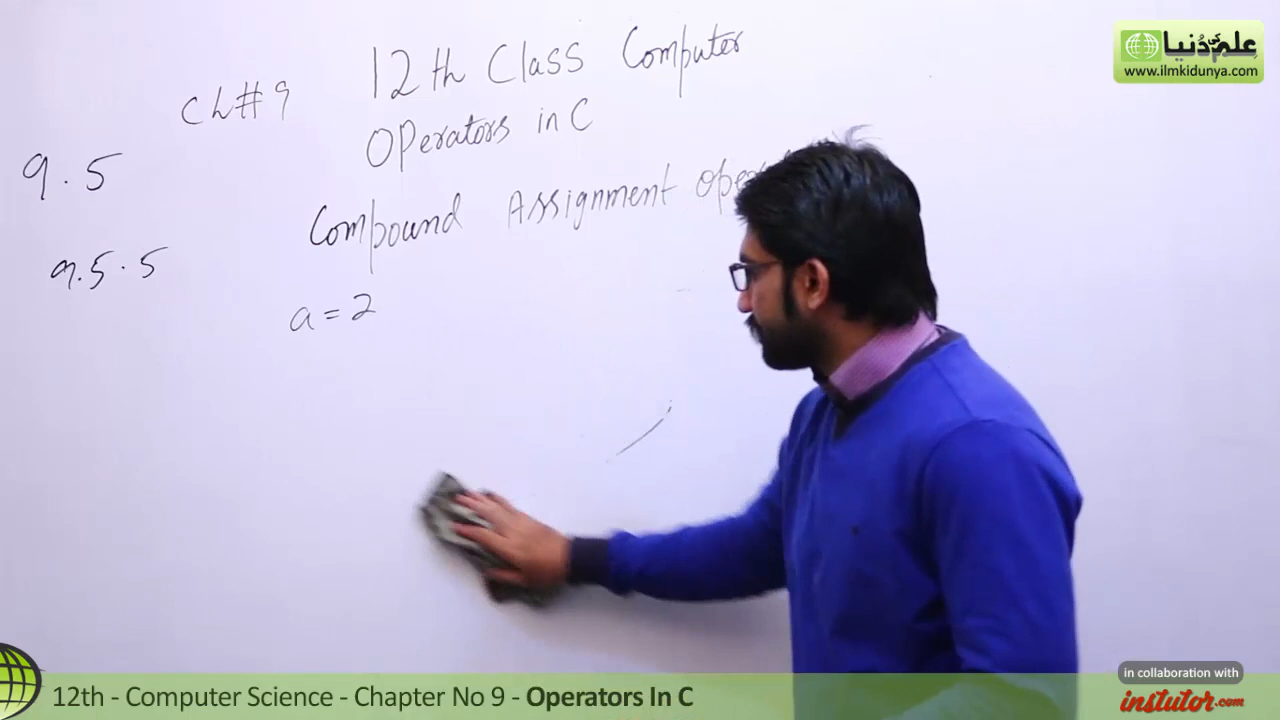 علم کی دُنیا
www.ilmkidunya.com
12th Class Computer
Ch# 9
Operators in C
9.5
Compound Assignment
9.5.5
a = 2
in collaboration with
12th - Computer Science - Chapter No 9 - Operators In C
instutor.com